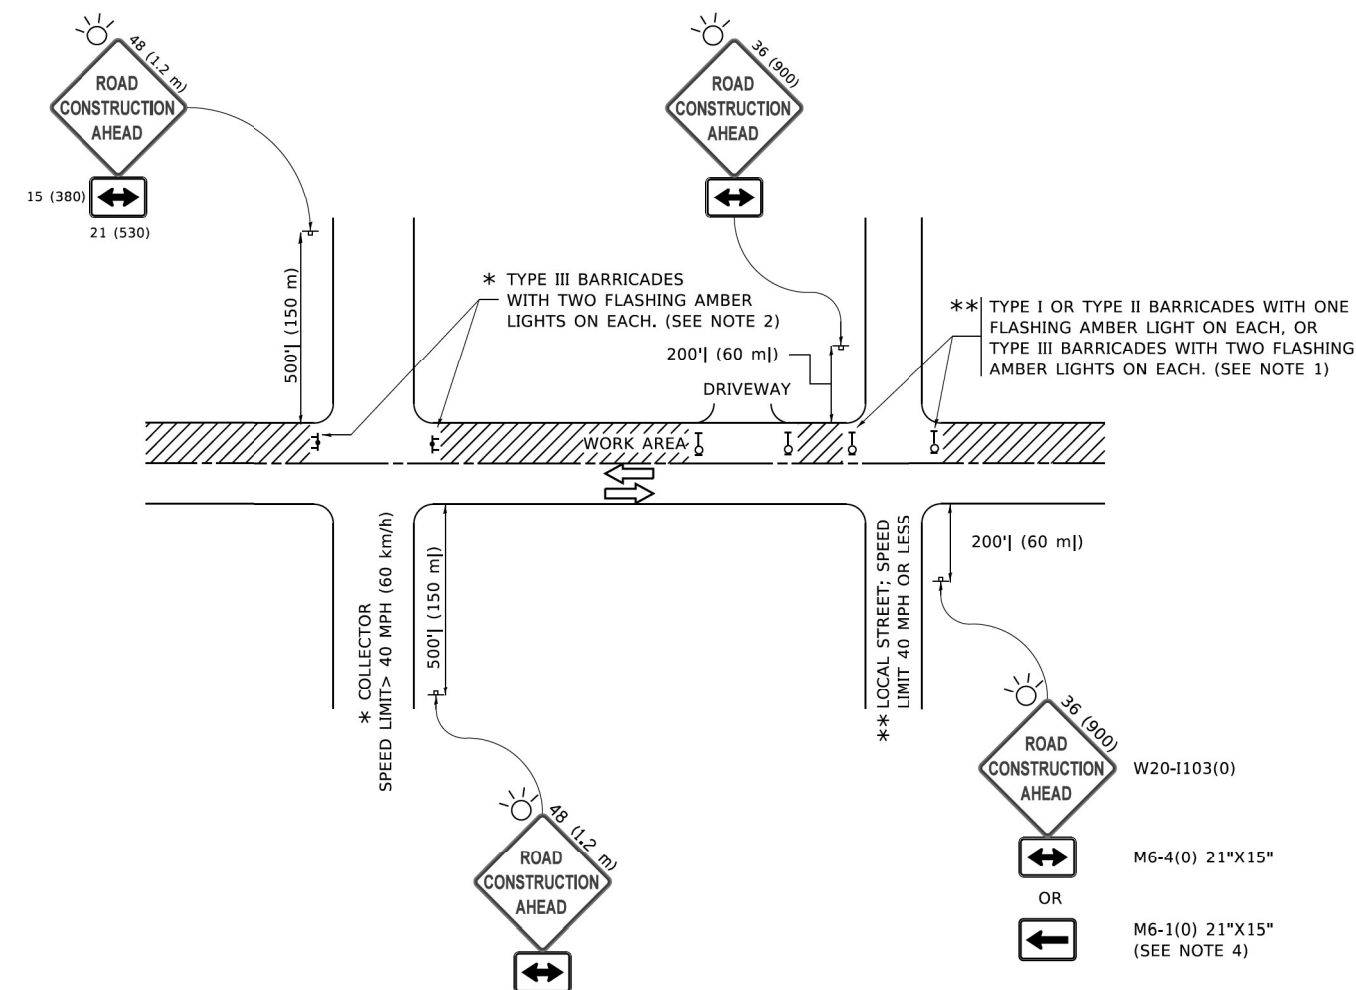 48 (1.2 m)
ROAD
CONSTRUCTION
AHEAD
15 (380)
21 (530)
36 (900)
ROAD
CONSTRUCTION
AHEAD
500'| (150 m)
* TYPE III BARRICADES
WITH TWO FLASHING AMBER
LIGHTS ON EACH. (SEE NOTE 2)
200'| (60 m|)
DRIVEWAY
** TYPE I OR TYPE II BARRICADES WITH ONE
FLASHING AMBER LIGHT ON EACH, OR
TYPE III BARRICADES WITH TWO FLASHING
AMBER LIGHTS ON EACH. (SEE NOTE 1)
WORK AREA
* COLLECTOR
SPEED LIMIT> 40 MPH (60 km/h)
500'| (150 m|)
** LOCAL STREET; SPEED
LIMIT 40 MPH OR LESS
200'| (60 m|)
48 (1.2 m)
ROAD
CONSTRUCTION
AHEAD
36 (900)
ROAD
CONSTRUCTION
AHEAD
W20-I103(0)
M6-4(0) 21"X15"
OR
M6-1(0) 21"X15"
(SEE NOTE 4)